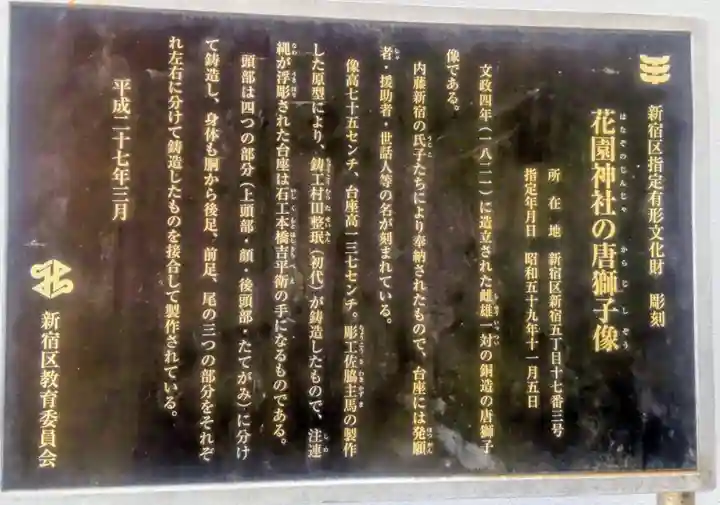 新宿区指定有形文化財　彫刻
花園神社の唐獅子像
はなぞのじんじゃ　からじしぞう
所在地　新宿区新宿五丁目十七番三号
指定年月日　昭和五十九年十一月五日
文政四年（一八二一）に造立された雌雄一対の銅造の唐獅子
像である。
内藤新宿の氏子たちにより奉納されたもので、台座には発願
者・援助者・世話人等の名が刻まれている。
像高七十五センチ、台座高一三七センチ。彫工佐脇主馬の製作
した原型により、鋳工村田整珉（初代）が鋳造したもので、注連
縄が浮彫された台座は石工本橋吉平衛の手になるものである。
頭部は四つの部分（上頭部・顔・後頭部・たてがみ）に分け
て鋳造し、身体も胴から後足、前足、尾の三つの部分をそれぞ
れ左右に分けて鋳造したものを接合して製作されている。
平成二十七年三月
新宿区教育委員会